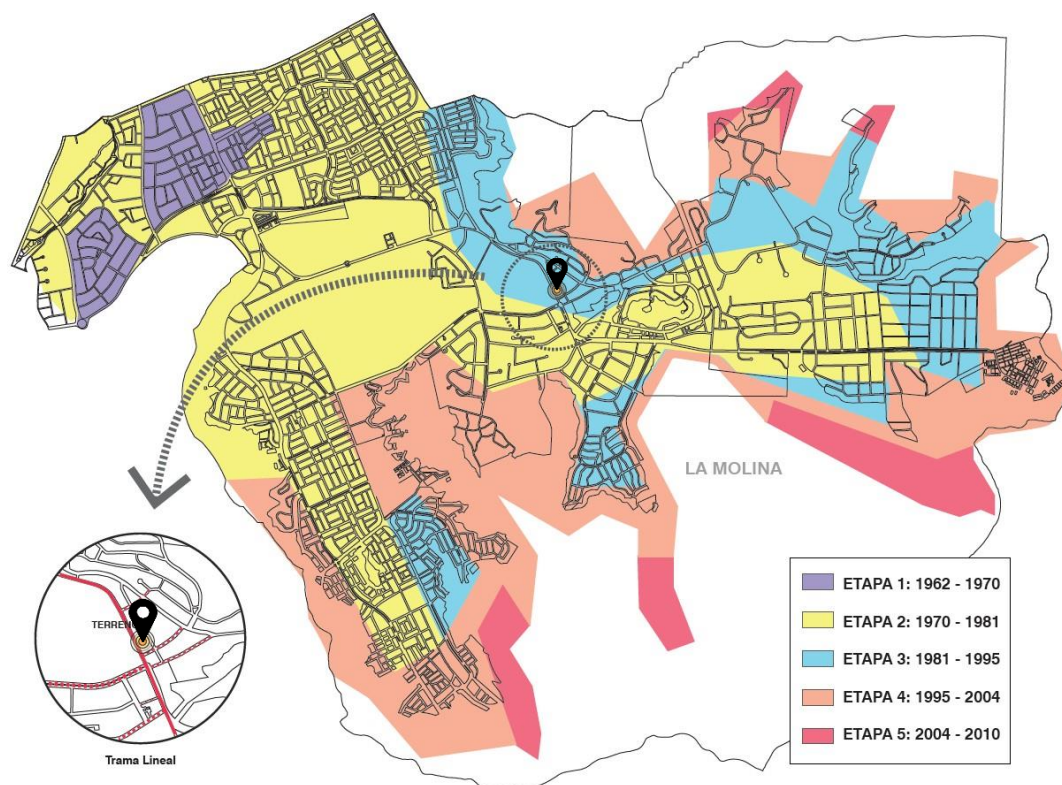 LA MOLINA
ETAPA 1: 1962 - 1970
ETAPA 2: 1970 - 1981
ETAPA 3: 1981 - 1995
ETAPA 4: 1995 - 2004
ETAPA 5: 2004 - 2010
Trama Lineal